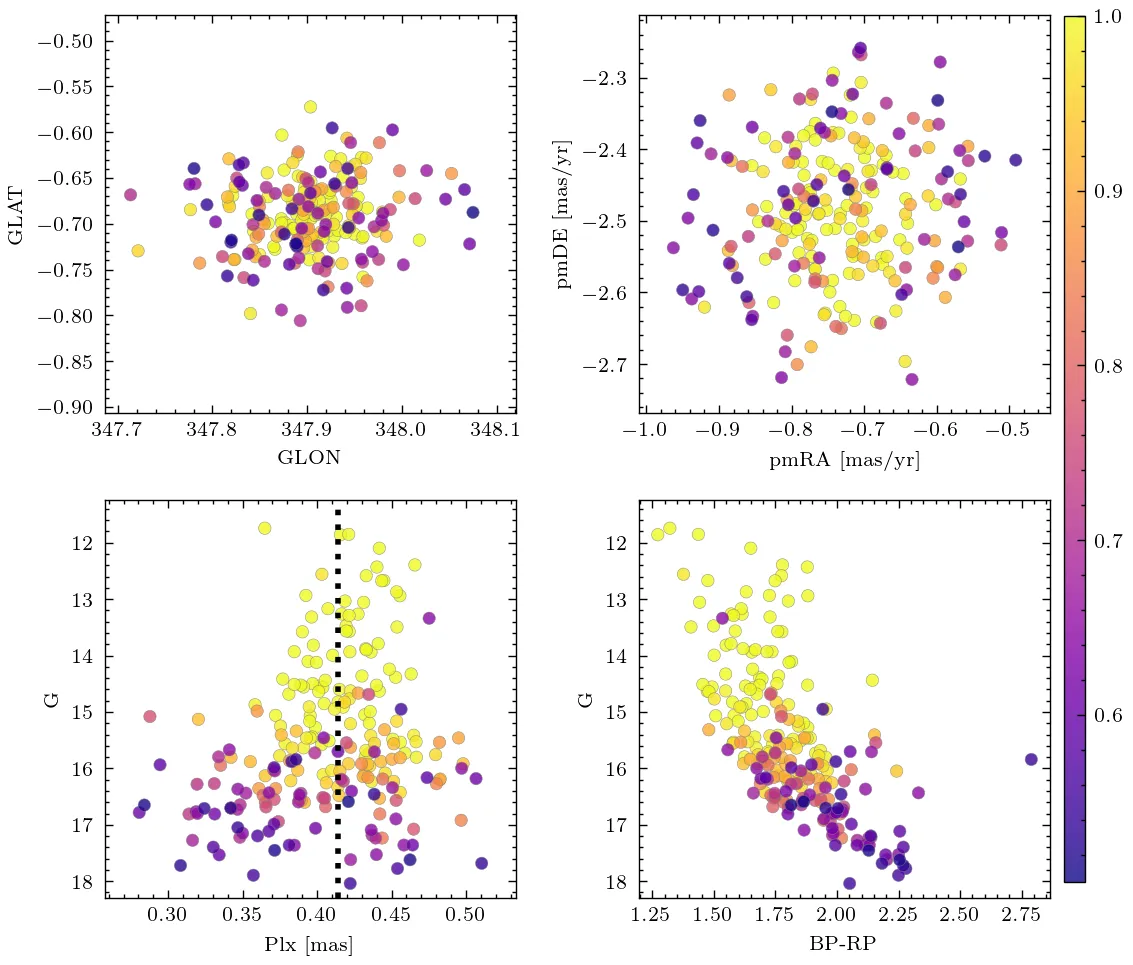 −0.50
−0.55
−0.60
−0.65
−0.70
−0.75
−0.80
−0.85
−0.90
GLAT
347.7 347.8 347.9 348.0 348.1
GLON
−2.3
−2.4
−2.5
−2.6
−2.7
pmDE [mas/yr]
−1.0 −0.9 −0.8 −0.7 −0.6 −0.5
pmRA [mas/yr]
1.0
0.9
0.8
0.7
0.6
12
13
14
15
16
17
18
G
0.30 0.35 0.40 0.45 0.50
Plx [mas]
12
13
14
15
16
17
18
G
1.25 1.50 1.75 2.00 2.25 2.50 2.75
BP-RP